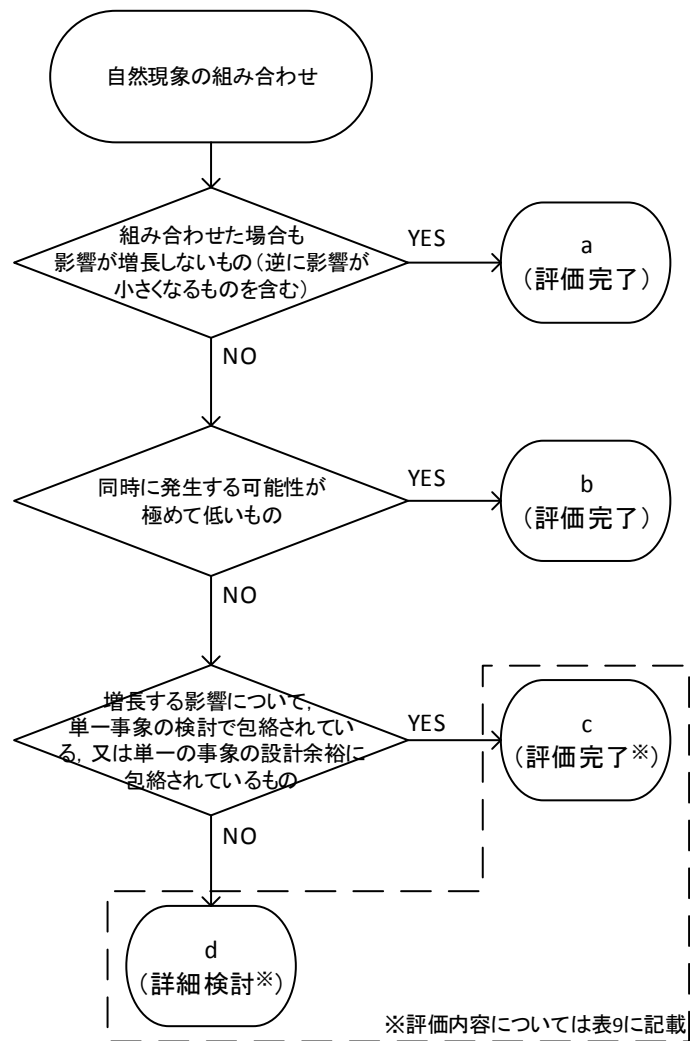 自然現象の組み合わせ
組み合わせた場合も
影響が増長しないもの（逆に影響が
小さくなるものを含む）
YES
a
（評価完了）
NO
同時に発生する可能性が
極めて低いもの
YES
b
（評価完了）
NO
増長する影響について，
単一事象の検討で包絡されてい
る，又は単一の事象の設計余裕に
包絡されているもの
YES
c
（評価完了※）
NO
d
（詳細検討※）
※評価内容については表9に記載